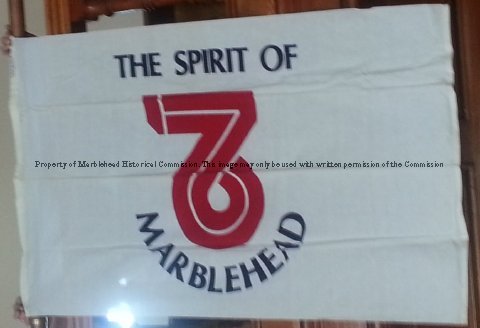 THE SPIRIT OF
76
Property of Marblehead Historical Commission. This image may only be used with written permission of the Commission
MARBLEHEAD